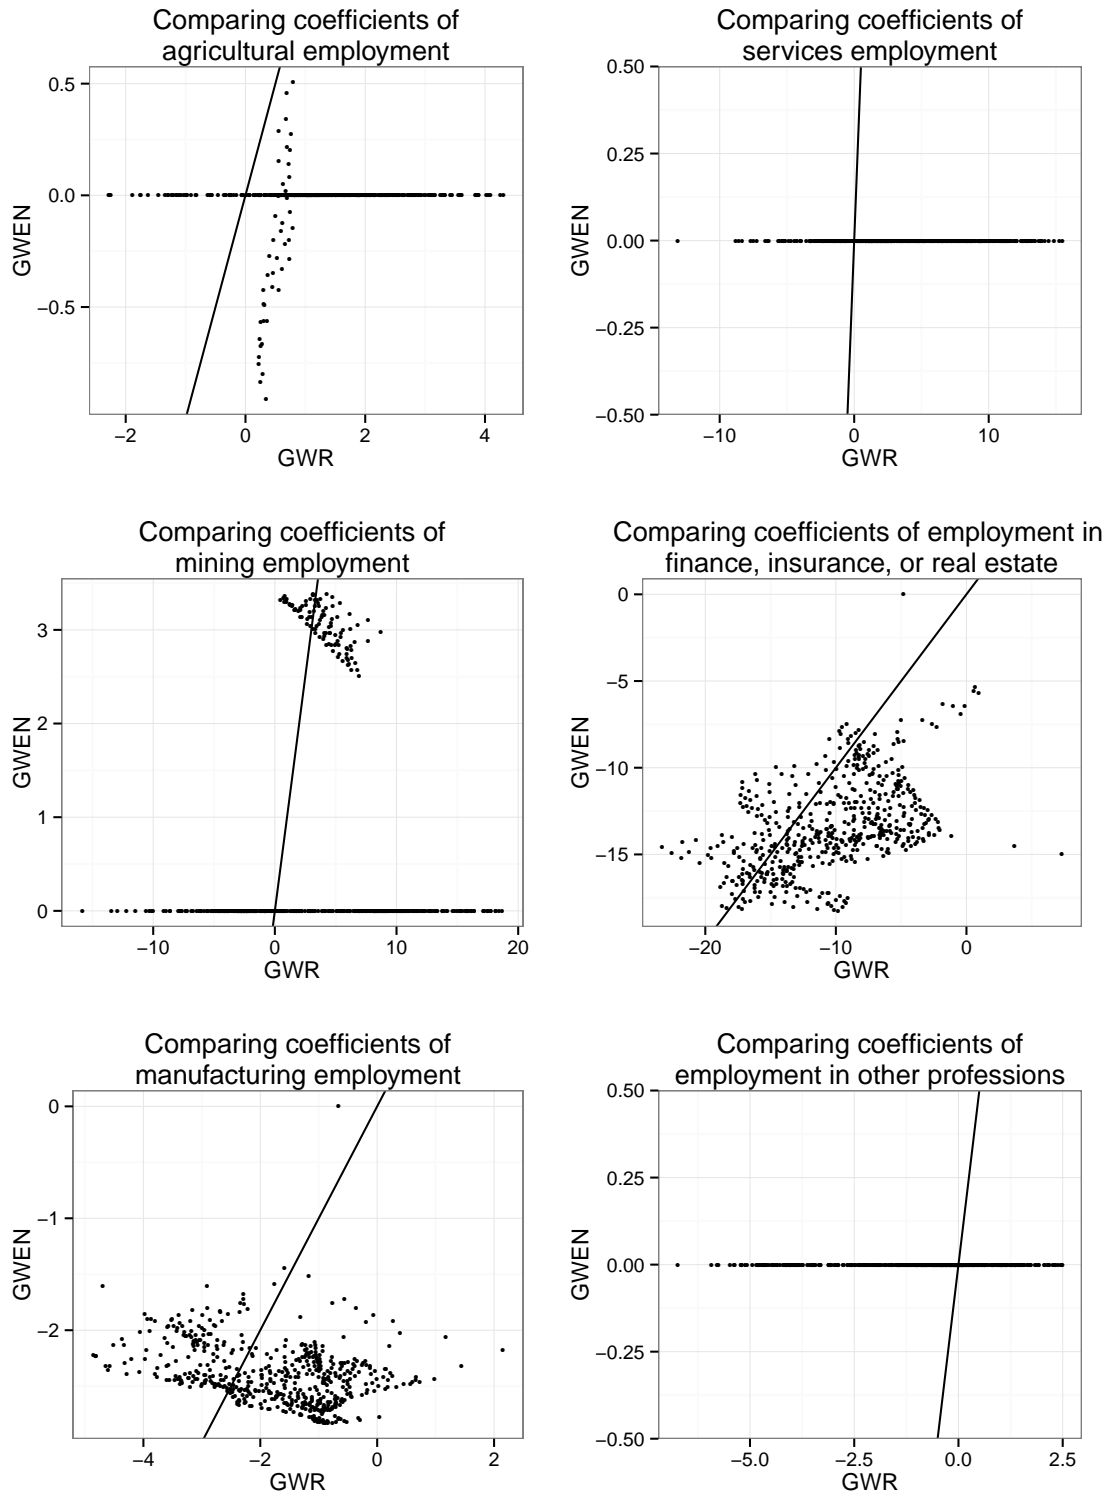 Comparing coefficients of
agricultural employment
0.5
0.0
−0.5
GWEN
−2 0 2 4
GWR
Comparing coefficients of
services employment
0.50
0.25
0.00
−0.25
−0.50
GWEN
−10 0 10
GWR
Comparing coefficients of
mining employment
3
2
1
0
GWEN
−10 0 10 20
GWR
Comparing coefficients of employment in
finance, insurance, or real estate
0
−5
−10
−15
GWEN
−20 −10 0
GWR
Comparing coefficients of
manufacturing employment
0
−1
−2
GWEN
−4 −2 0 2
GWR
Comparing coefficients of
employment in other professions
0.50
0.25
0.00
−0.25
−0.50
GWEN
−5.0 −2.5 0.0 2.5
GWR